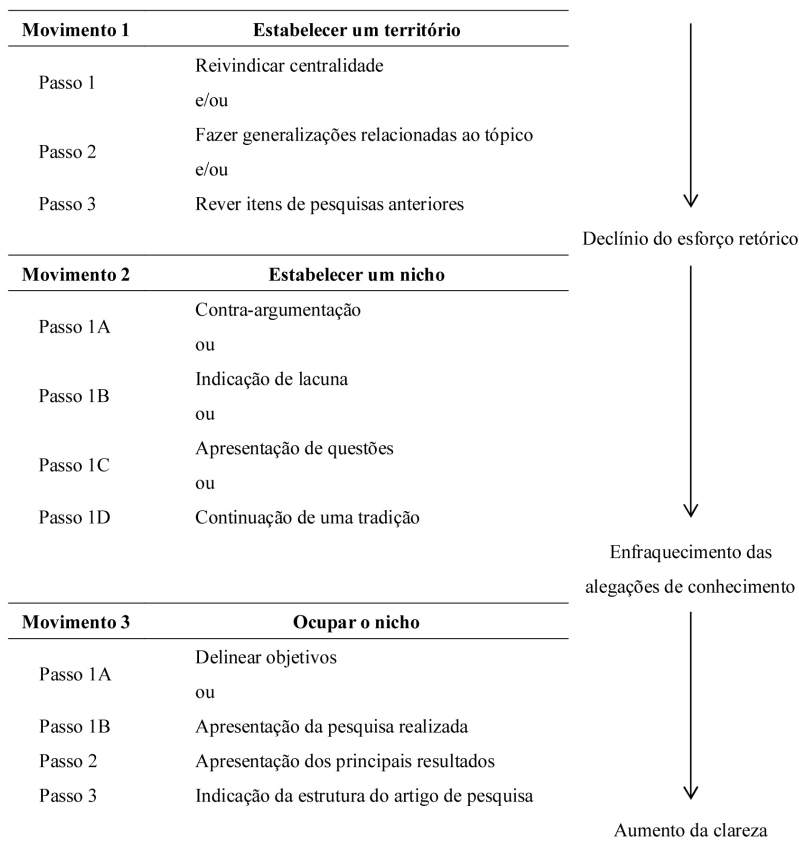 Movimento 1 Estabelecer um território
Passo 1 Reivindicar centralidade
e/ou
Passo 2 Fazer generalizações relacionadas ao tópico
e/ou
Passo 3 Rever itens de pesquisas anteriores
Declínio do esforço retórico
Movimento 2 Estabelecer um nicho
Passo 1A Contra-argumentação
ou
Passo 1B Indicação de lacuna
ou
Passo 1C Apresentação de questões
ou
Passo 1D Continuação de uma tradição
Enfraquecimento das
alegações de conhecimento
Movimento 3 Ocupar o nicho
Passo 1A Delinear objetivos
ou
Passo 1B Apresentação da pesquisa realizada
Passo 2 Apresentação dos principais resultados
Passo 3 Indicação da estrutura do artigo de pesquisa
Aumento da clareza